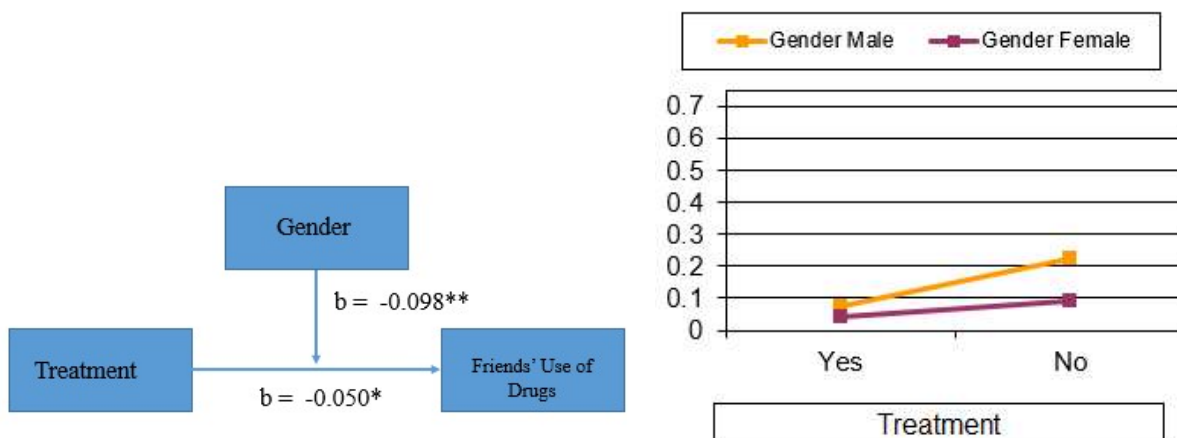 Gender
b = -0.098**
Treatment
Friends' Use of
Drugs
b = -0.050*
Gender Male Gender Female
0.7
0.6
0.5
0.4
0.3
0.2
0.1
0
Yes No
Treatment